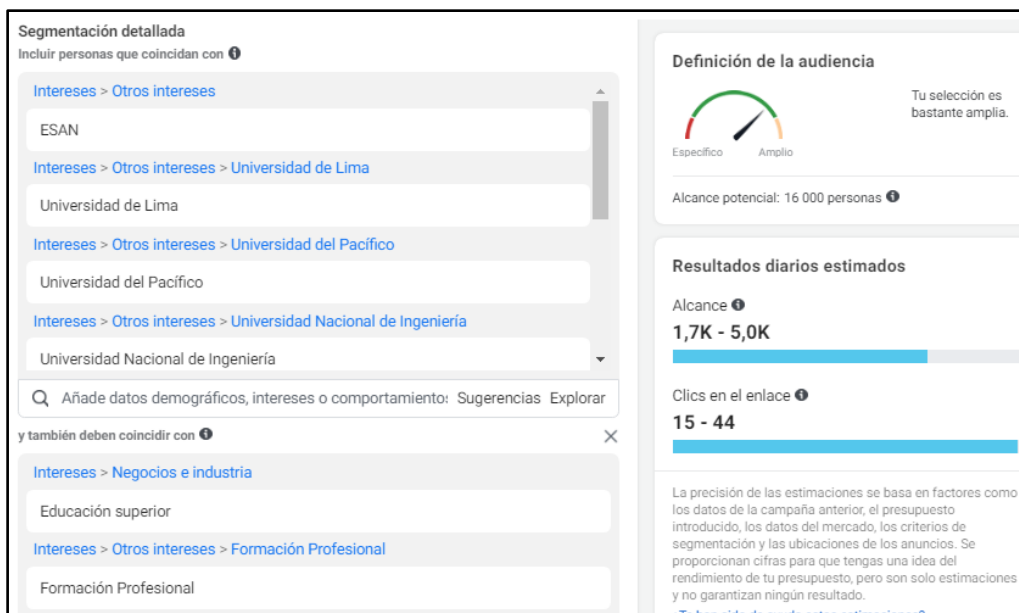 Segmentación detallada
Incluir personas que coincidan con
Intereses > Otros intereses
ESAN
Intereses > Otros intereses > Universidad de Lima
Universidad de Lima
Intereses > Otros intereses > Universidad del Pacífico
Universidad del Pacífico
Intereses > Otros intereses > Universidad Nacional de Ingeniería
Universidad Nacional de Ingeniería
Añade datos demográficos, intereses o comportamiento: Sugerencias Explorar
y también deben coincidir con
Intereses > Negocios e industria
Educación superior
Intereses > Otros intereses > Formación Profesional
Formación Profesional
Definición de la audiencia
Tu selección es
bastante amplia.
Específico Amplio
Alcance potencial: 16 000 personas
Resultados diarios estimados
Alcance
1,7K - 5,0K
Clics en el enlace
15 - 44
La precisión de las estimaciones se basa en factores como
los datos de la campaña anterior, el presupuesto
introducido, los datos del mercado, los criterios de
segmentación y las ubicaciones de los anuncios. Se
proporcionan cifras para que tengas una idea del
rendimiento de tu presupuesto, pero son solo estimaciones
y no garantizan ningún resultado.